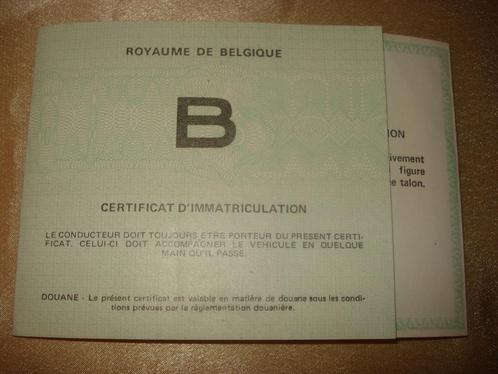 ROYAUME DE BELGIQUE
B
CERTIFICAT D'IMMATRICULATION
LE CONDUCTEUR DOIT TOUJOURS ETRE PORTEUR DU PRESENT CERTI-
FICAT. CELUI-CI DOIT ACCOMPAGNER LE VEHICULE EN QUELQUE
MAIN QU'IL PASSE.
DOUANE - Le présent certificat est valable en matière de douane sous les condi-
tions prévues par la réglementation douanière.
ION
ivement
figure
e talon.